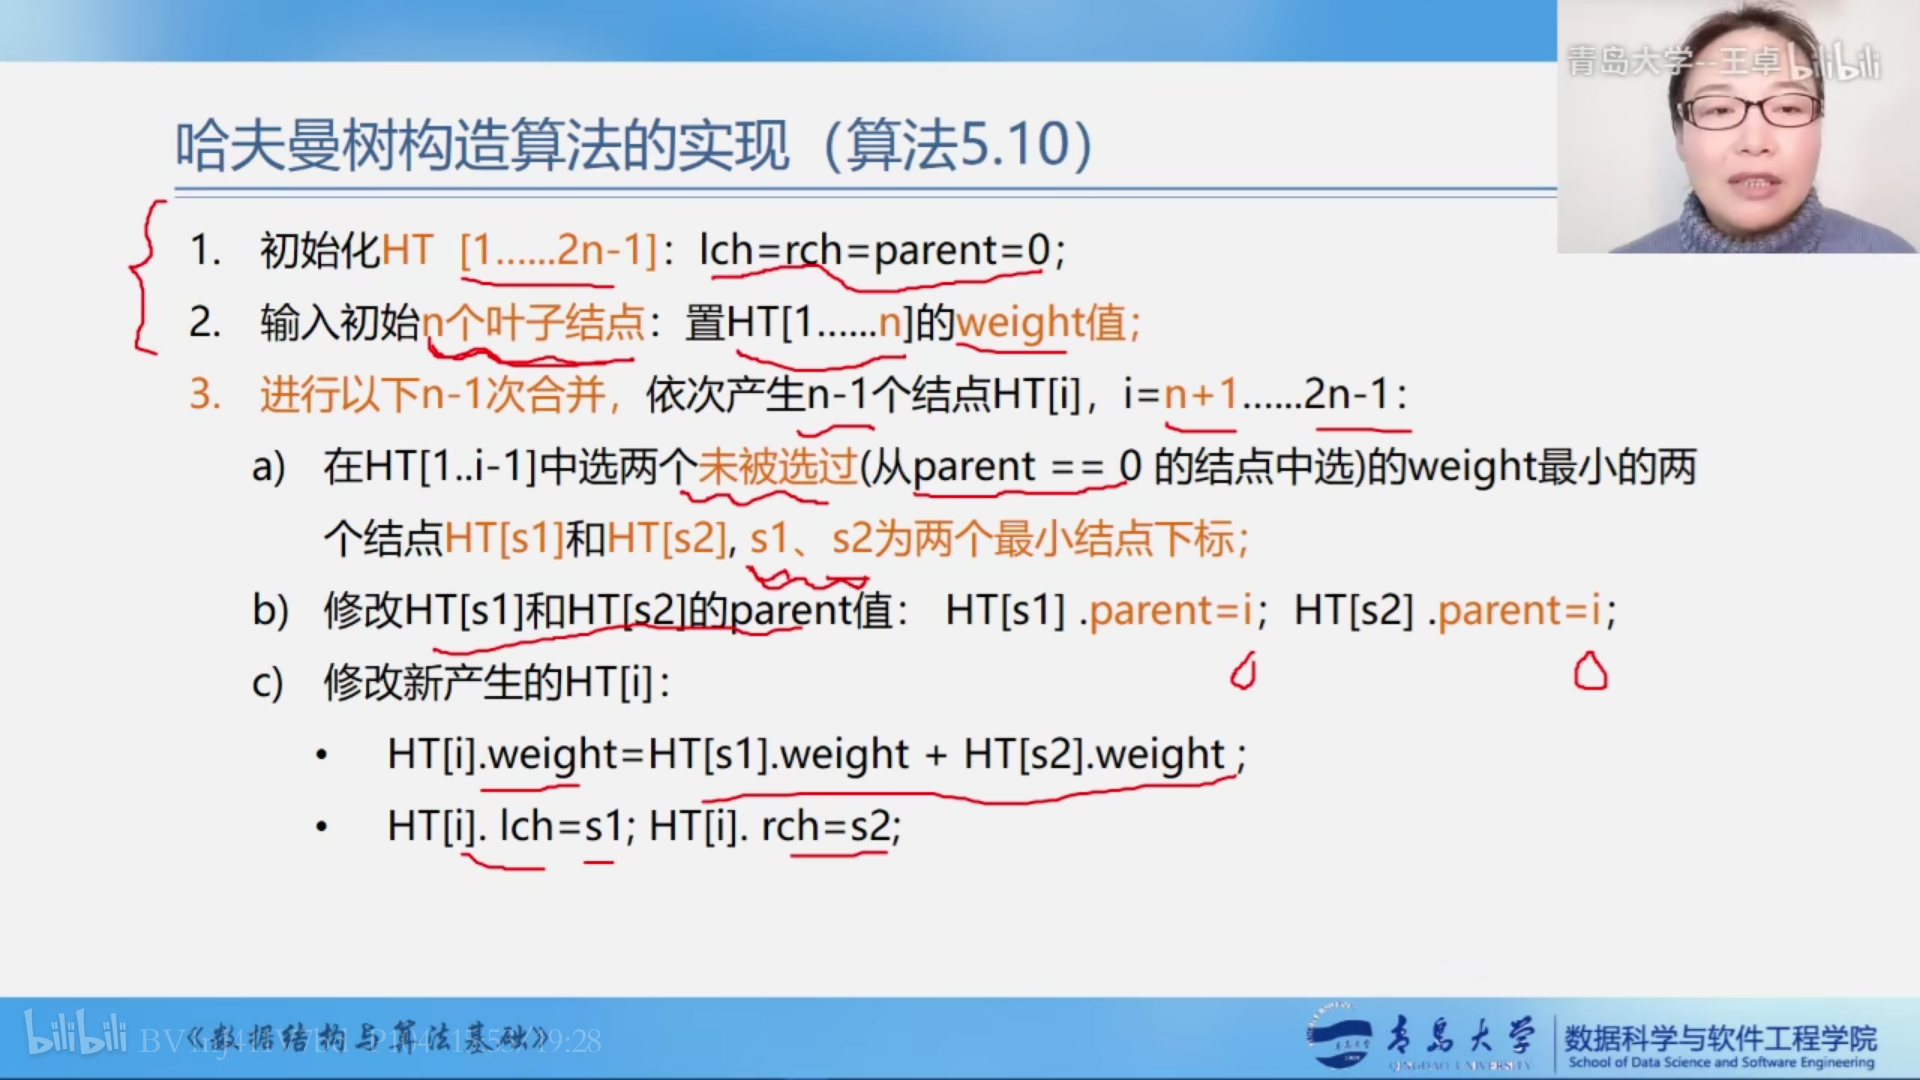 青岛大学--王卓 bilibili
哈夫曼树构造算法的实现（算法5.10）
1. 初始化HT [1……2n-1]：lch=rch=parent=0；
2. 输入初始n个叶子结点：置HT[1……n]的weight值；
3. 进行以下n-1次合并，依次产生n-1个结点HT[i]，i=n+1……2n-1：
a) 在HT[1..i-1]中选两个未被选过(从parent == 0 的结点中选)的weight最小的两
个结点HT[s1]和HT[s2], s1、s2为两个最小结点下标；
b) 修改HT[s1]和HT[s2]的parent值： HT[s1] .parent=i；HT[s2] .parent=i；
c) 修改新产生的HT[i]：
• HT[i].weight=HT[s1].weight + HT[s2].weight ;
• HT[i]. lch=s1; HT[i]. rch=s2;
bilibili
《数据结构与算法基础》
青岛大学
QINGDAO UNIVERSITY
数据科学与软件工程学院
School of Data Science and Software Engineering